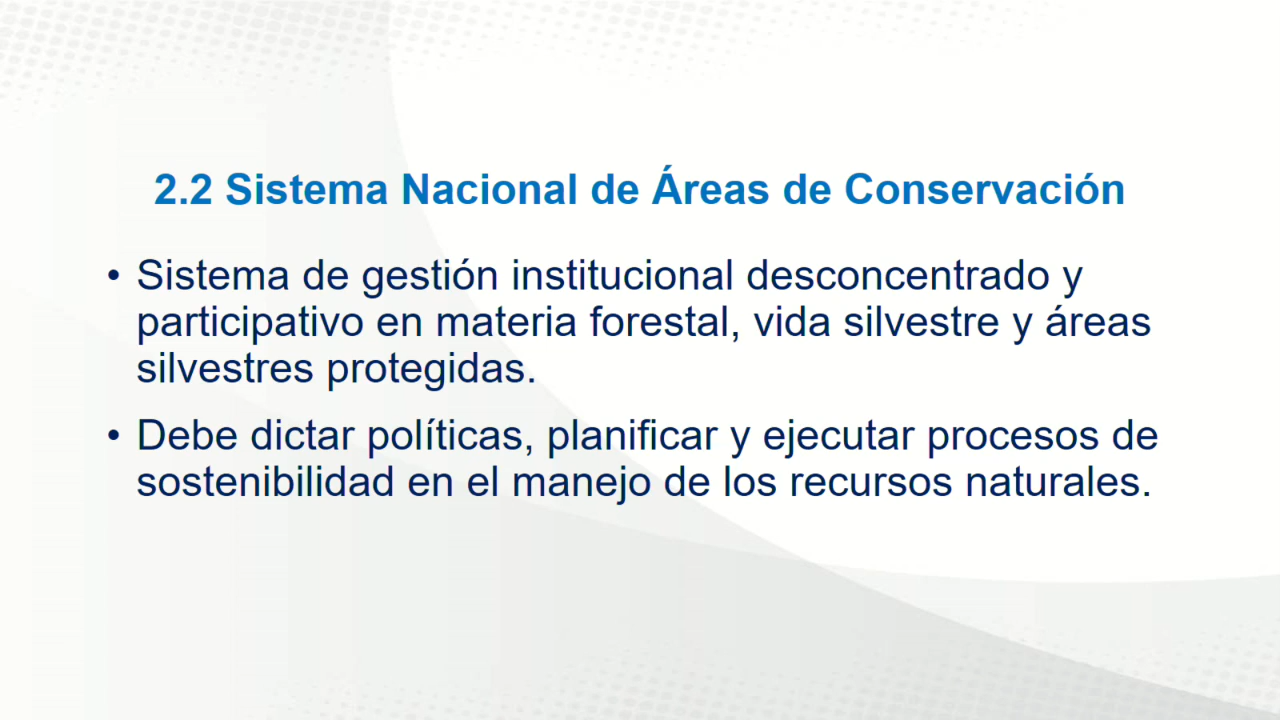 2.2 Sistema Nacional de Áreas de Conservación
• Sistema de gestión institucional desconcentrado y
participativo en materia forestal, vida silvestre y áreas
silvestres protegidas.
• Debe dictar políticas, planificar y ejecutar procesos de
sostenibilidad en el manejo de los recursos naturales.